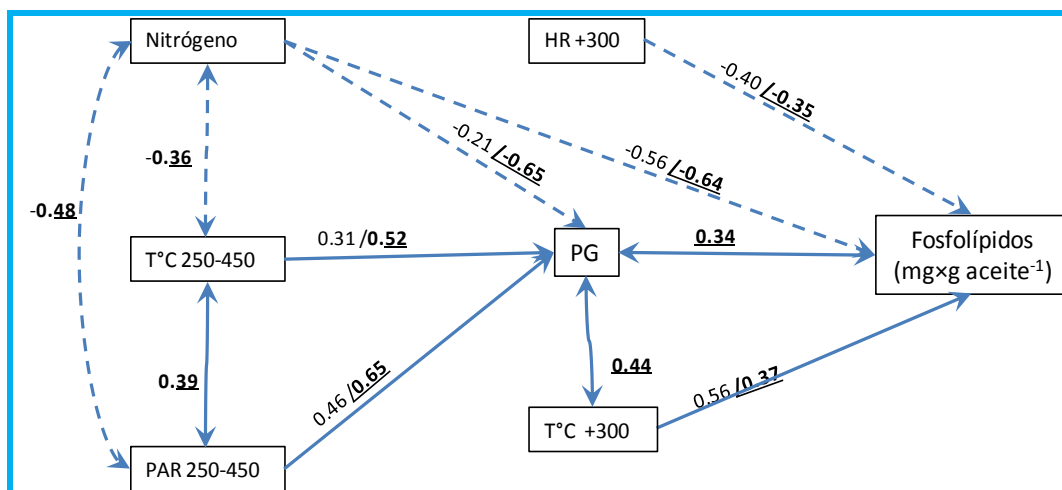 Nitrógeno
HR +300
-0.40 /-0.35
-0.21 /-0.65
-0.56 /-0.64
-0.36
-0.48
T°C 250-450
0.31 /0.52
PG
0.34
Fosfolípidos
(mg×g aceite-1)
0.39
0.46 /0.65
0.44
0.56 /0.37
T°C +300
PAR 250-450